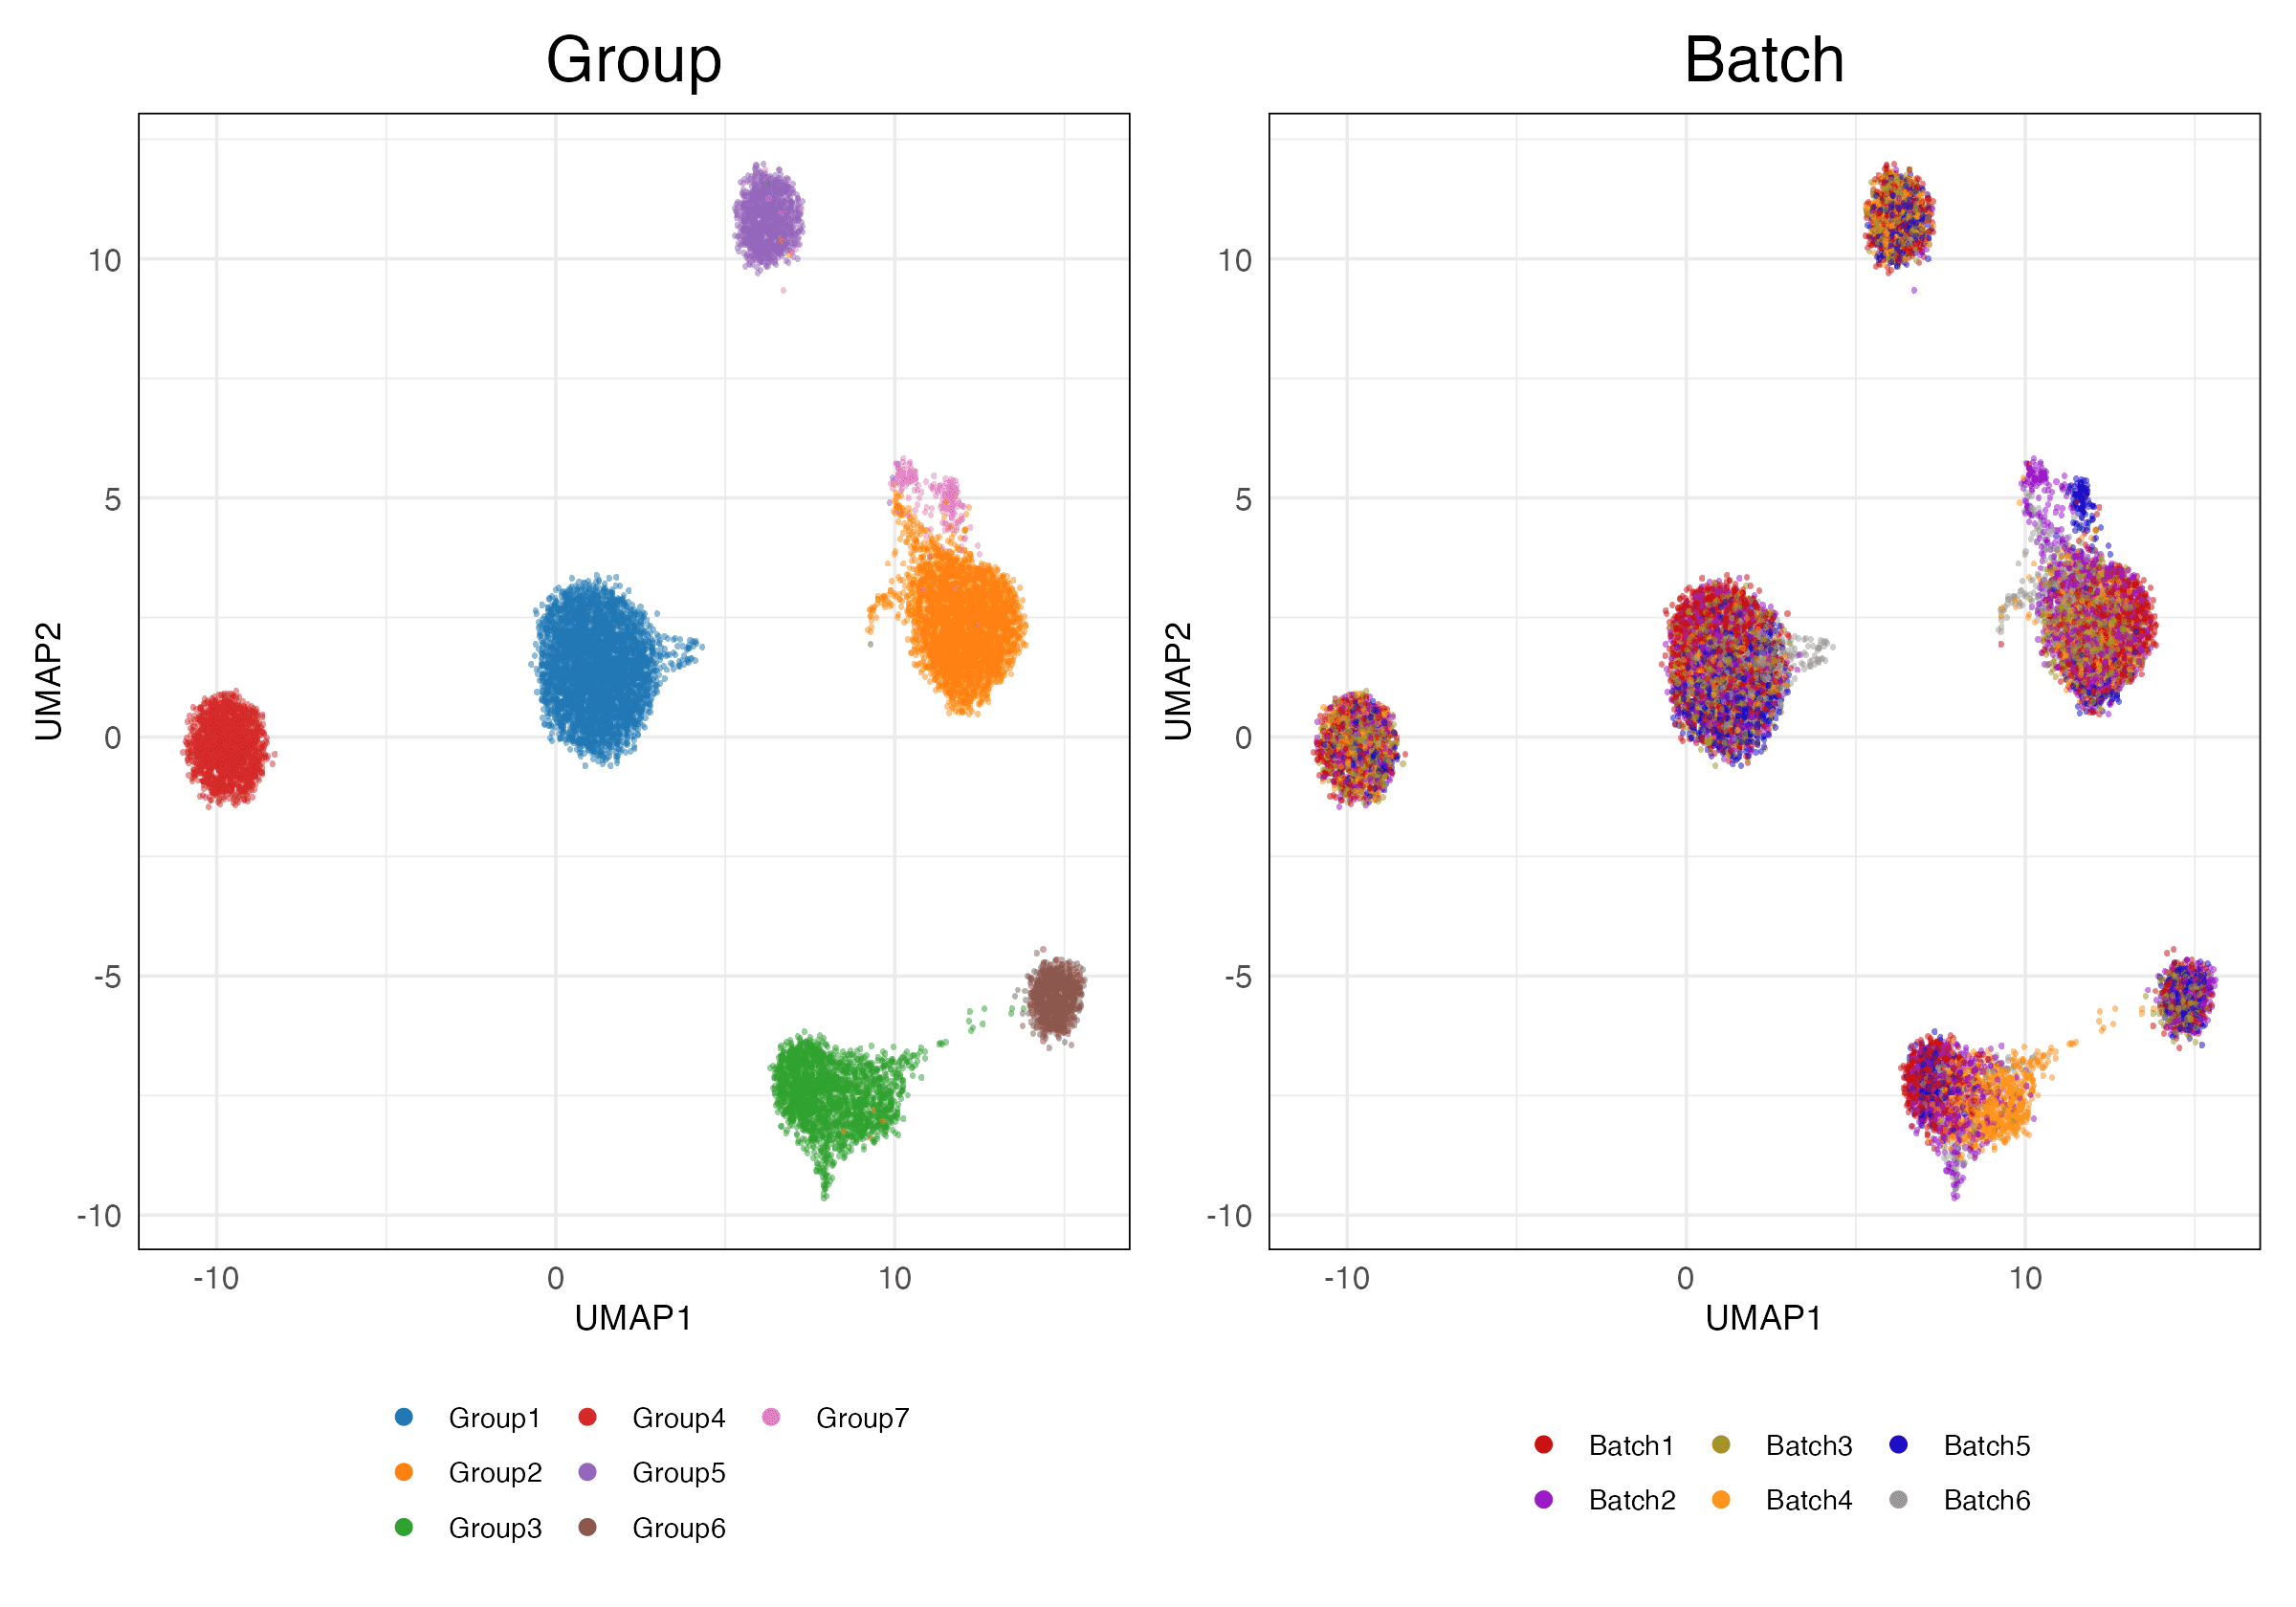 Group
Batch
10
5
0
-5
-10
UMAP2
-10 0 10
UMAP1
10
5
0
-5
-10
UMAP2
-10 0 10
UMAP1
Group1 Group4 Group7
Group2 Group5
Group3 Group6
Batch1 Batch3 Batch5
Batch2 Batch4 Batch6